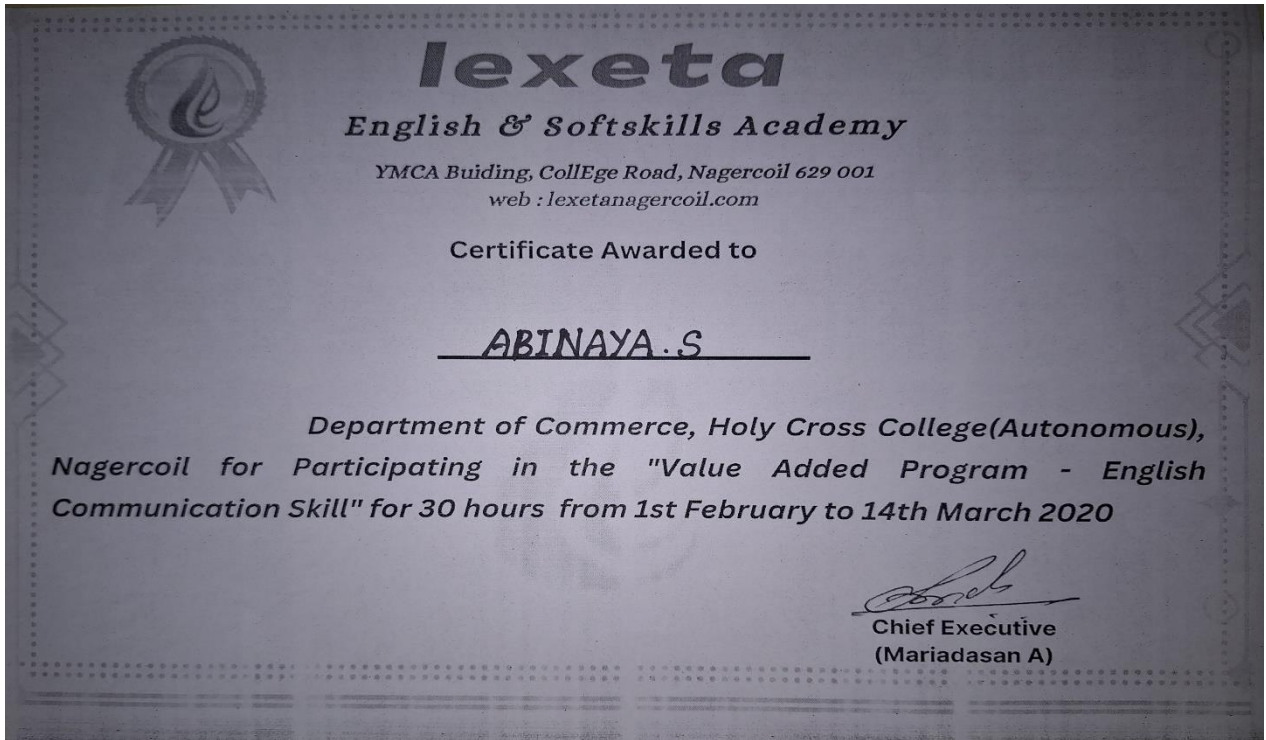 lexeta
English & Softskills Academy
YMCA Buiding, CollEge Road, Nagercoil 629 001
web : lexetanagercoil.com
Certificate Awarded to
ABINAYA.S
Department of Commerce, Holy Cross College(Autonomous),
Nagercoil for Participating in the "Value Added Program - English
Communication Skill" for 30 hours from 1st February to 14th March 2020
Chief Executive
(Mariadasan A)